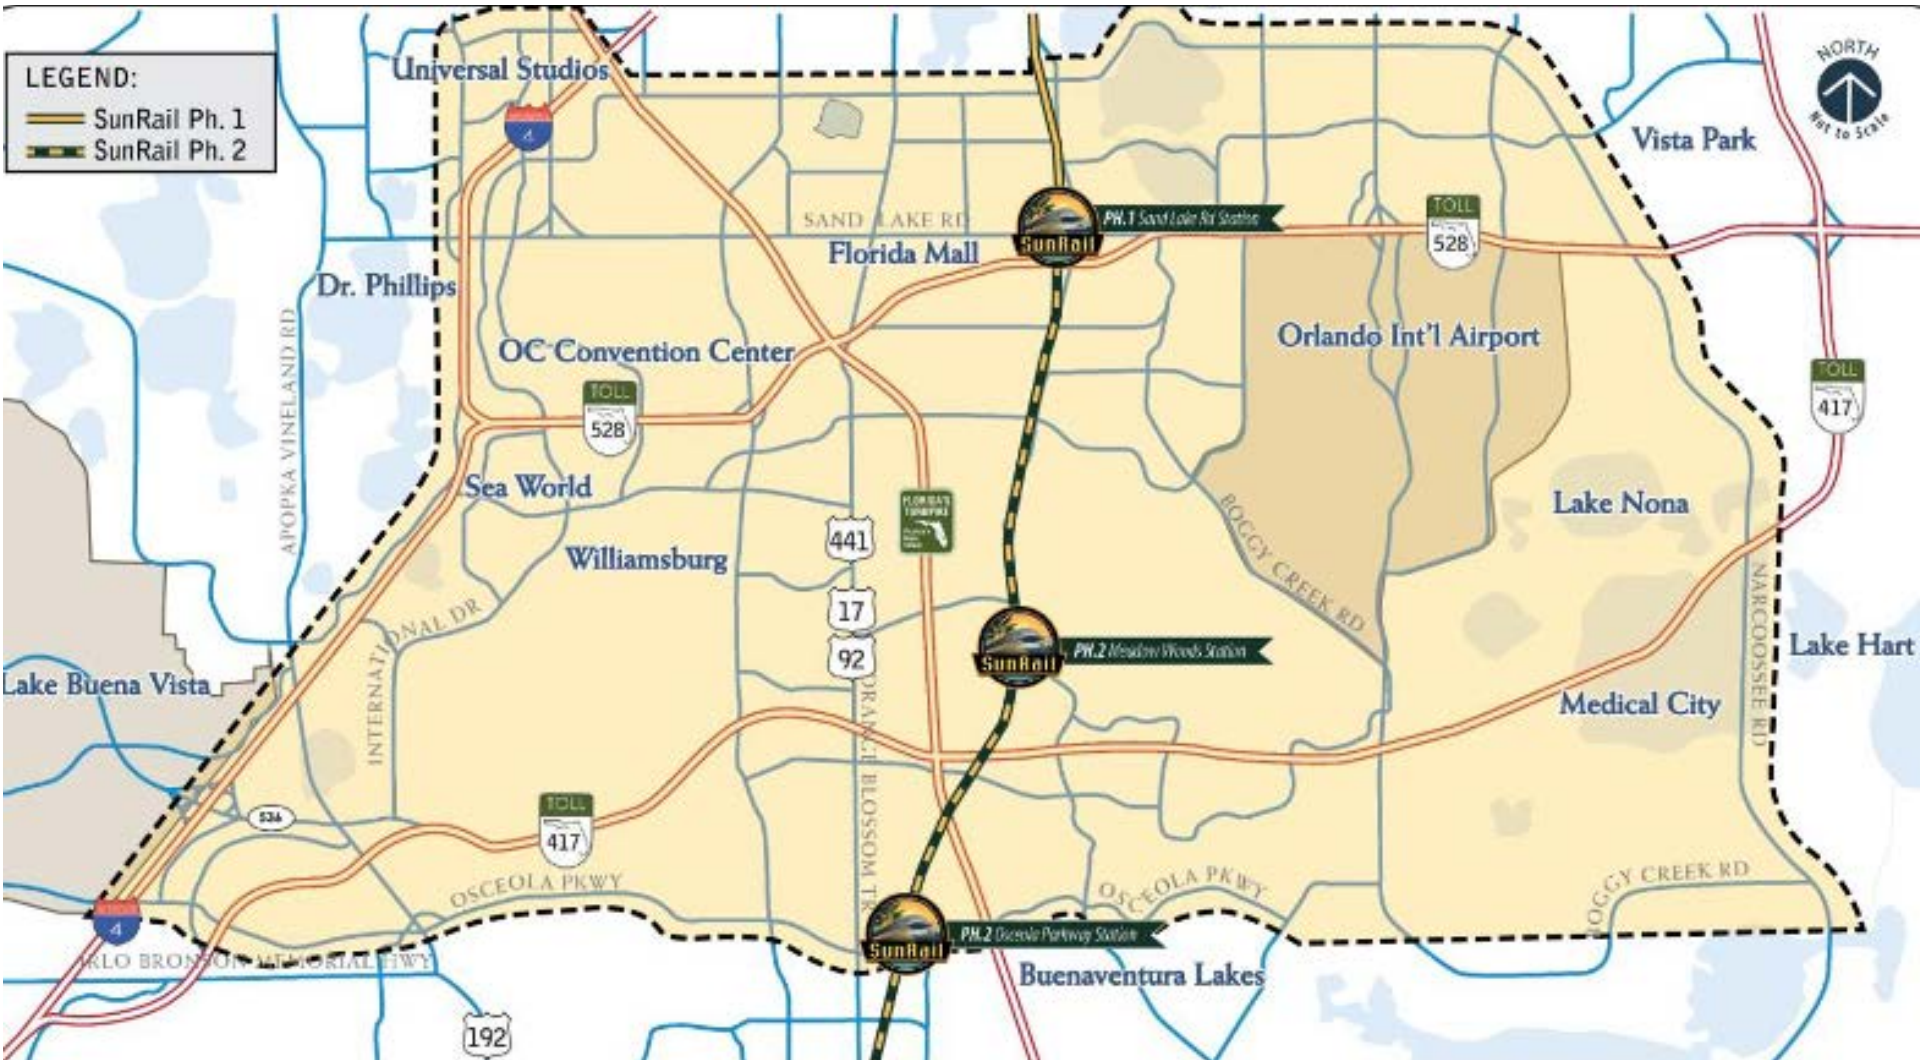 LEGEND:
SunRail Ph. 1
SunRail Ph. 2
Universal Studios
4
NORTH
Not to Scale
Vista Park
SAND LAKE RD
Florida Mall
SunRail
PH.1 Sand Lake Rd Station
TOLL
528
Dr. Phillips
APOPKA VINELAND RD
OC Convention Center
Orlando Int'l Airport
TOLL
528
TOLL
417
Sea World
Lake Nona
FLORIDA'S
TURNPIKE
441
Williamsburg
BOGGY CREEK RD
17
92
INTERNATIONAL DR
SunRail
PH.2 Meadow Woods Station
NARCOOSSEE RD
Lake Hart
Lake Buena Vista
Medical City
ORANGE BLOSSOM TR
536
TOLL
417
OSCEOLA PKWY
OSCEOLA PKWY
BOGGY CREEK RD
4
SunRail
PH.2 Osceola Parkway Station
IRLO BRONSON MEMORIAL HWY
Buenaventura Lakes
192